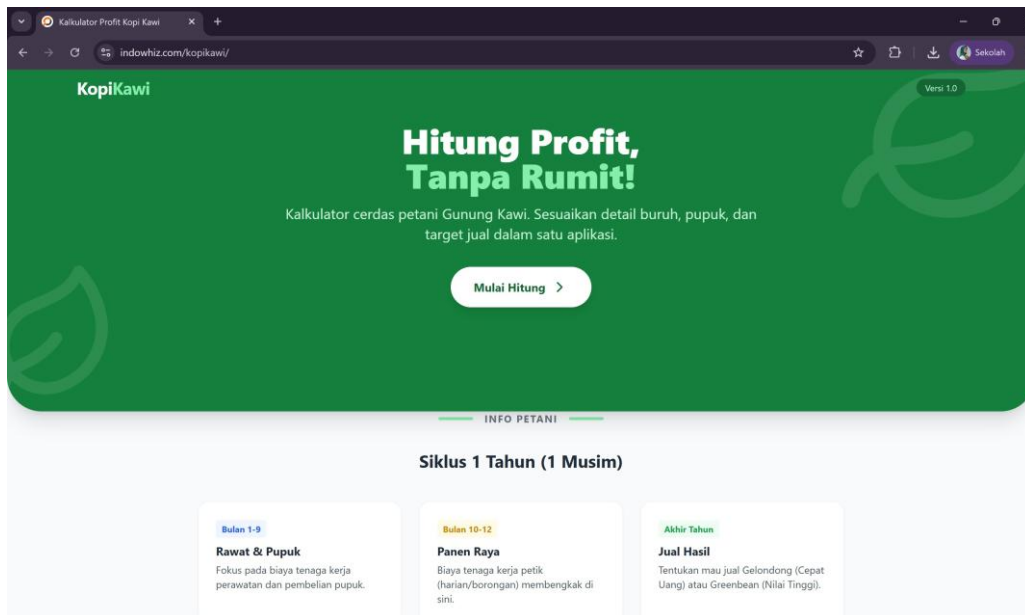 Kalkulator Profit Kopi Kawi
indowhiz.com/kopikawi/
Sekolah
KopiKawi
Versi 1.0
Hitung Profit,
Tanpa Rumit!
Kalkulator cerdas petani Gunung Kawi. Sesuaikan detail buruh, pupuk, dan
target jual dalam satu aplikasi.
Mulai Hitung
INFO PETANI
Siklus 1 Tahun (1 Musim)
Bulan 1-9
Rawat & Pupuk
Fokus pada biaya tenaga kerja
perawatan dan pembelian pupuk.
Bulan 10-12
Panen Raya
Biaya tenaga kerja petik
(harian/borongan) membengkak di
sini.
Akhir Tahun
Jual Hasil
Tentukan mau jual Gelondong (Cepat
Uang) atau Greenbean (Nilai Tinggi).